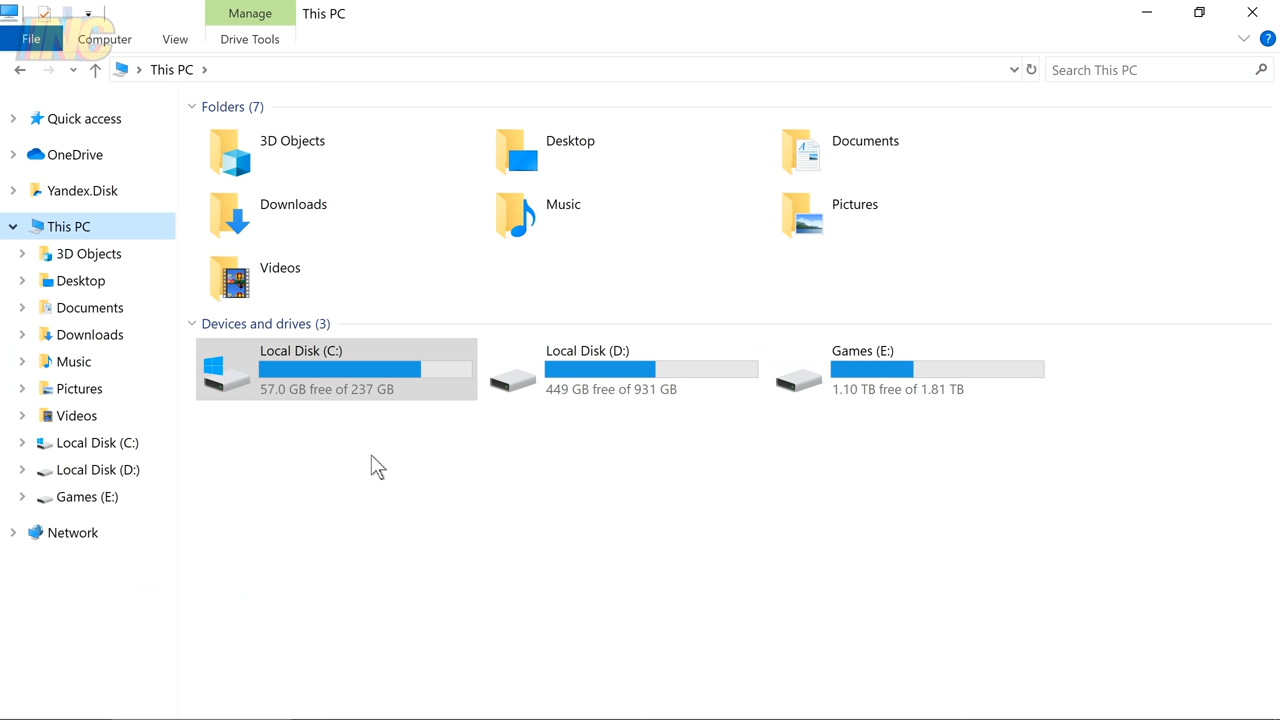 Manage
This PC
File
Computer
View
Drive Tools
INC
This PC
Search This PC
Quick access
OneDrive
Yandex.Disk
This PC
3D Objects
Desktop
Documents
Downloads
Music
Pictures
Videos
Local Disk (C:)
Local Disk (D:)
Games (E:)
Network
Folders (7)
3D Objects
Desktop
Documents
Downloads
Music
Pictures
Videos
Devices and drives (3)
Local Disk (C:)
57.0 GB free of 237 GB
Local Disk (D:)
449 GB free of 931 GB
Games (E:)
1.10 TB free of 1.81 TB